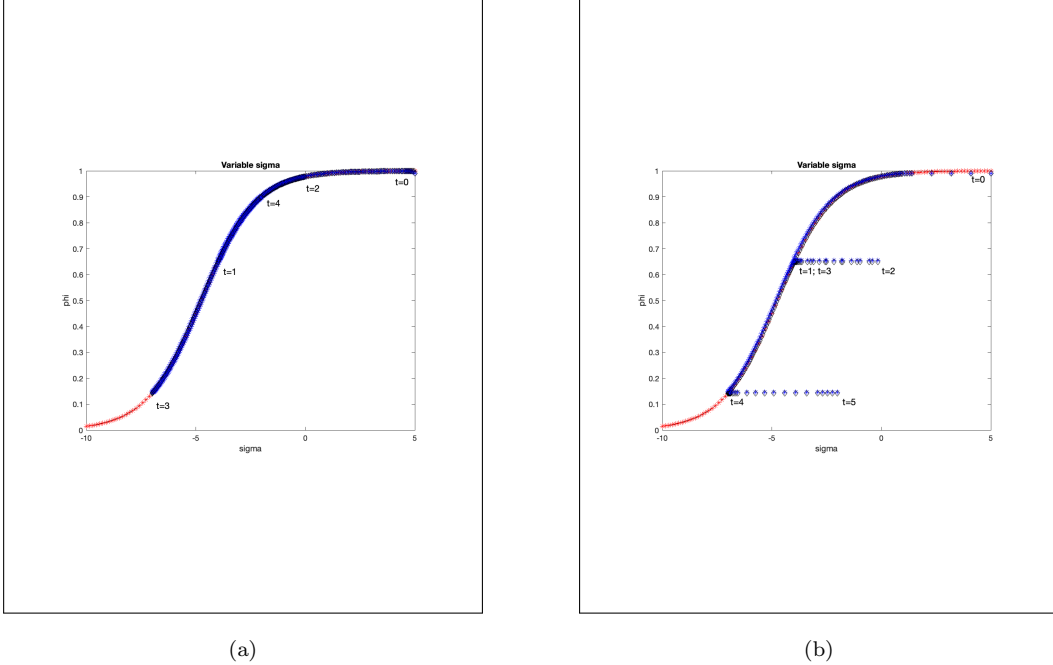 Variable sigma
1
0.9
0.8
0.7
0.6
0.5
0.4
0.3
0.2
0.1
0
phi
t=0
t=2
t=4
t=1
t=3
-10
-5
0
5
sigma
(a)
Variable sigma
1
0.9
0.8
0.7
0.6
0.5
0.4
0.3
0.2
0.1
0
phi
t=0
t=1; t=3
t=2
t=4
t=5
-10
-5
0
5
sigma
(b)